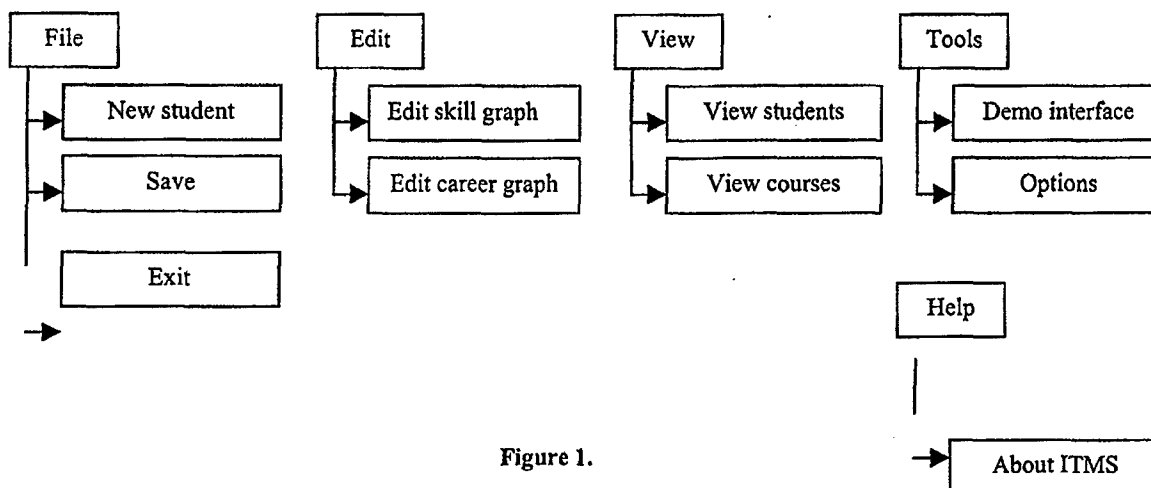 File
Edit
View
Tools
New student
Edit skill graph
View students
Demo interface
Save
Edit career graph
View courses
Options
Exit
Help
Figure 1.
About ITMS